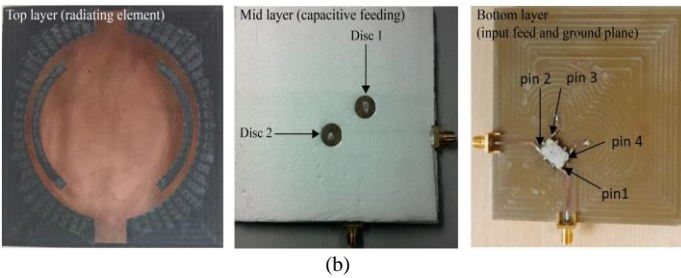 Top layer (radiating element)
Mid layer (capacitive feeding)
Disc 1
Disc 2
Bottom layer
(input feed and ground plane)
pin 2
pin 3
pin 4
pin1
(b)